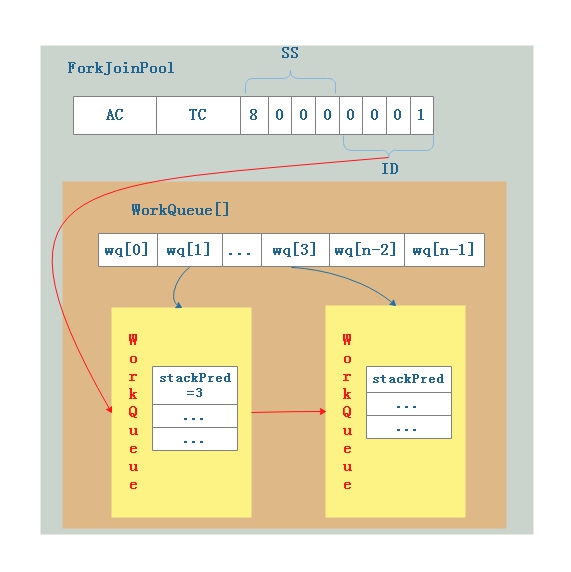 SS
ForkJoinPool
AC TC 8 0 0 0 0 0 0 1
ID
WorkQueue[]
wq[0] wq[1] ... wq[3] wq[n-2] wq[n-1]
WorkQueue
stackPred
=3
...
...
WorkQueue
stackPred
...
...